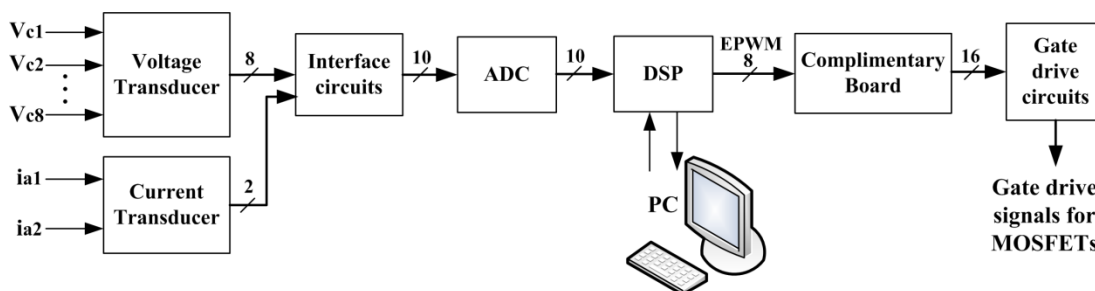 Vc1
Vc2
Vc8
Voltage
Transducer
8
ia1
ia2
Current
Transducer
2
Interface
circuits
10
ADC
10
DSP
EPWM
8
PC
Complimentary
Board
16
Gate
drive
circuits
Gate drive
signals for
MOSFETs